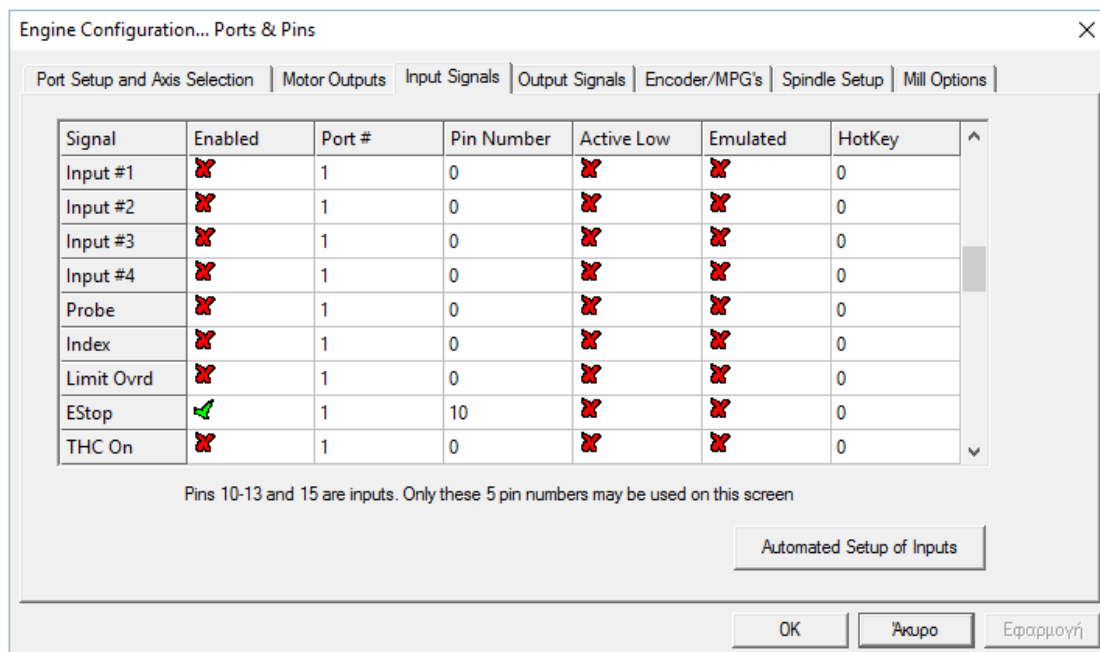 Engine Configuration... Ports & Pins
Port Setup and Axis Selection Motor Outputs Input Signals Output Signals Encoder/MPG's Spindle Setup Mill Options
Signal Enabled Port # Pin Number Active Low Emulated HotKey
Input #1 1 0 0
Input #2 1 0 0
Input #3 1 0 0
Input #4 1 0 0
Probe 1 0 0
Index 1 0 0
Limit Ovrd 1 0 0
EStop 1 10 0
THC On 1 0 0
Pins 10-13 and 15 are inputs. Only these 5 pin numbers may be used on this screen
Automated Setup of Inputs
OK Άκυρο Εφαρμογή